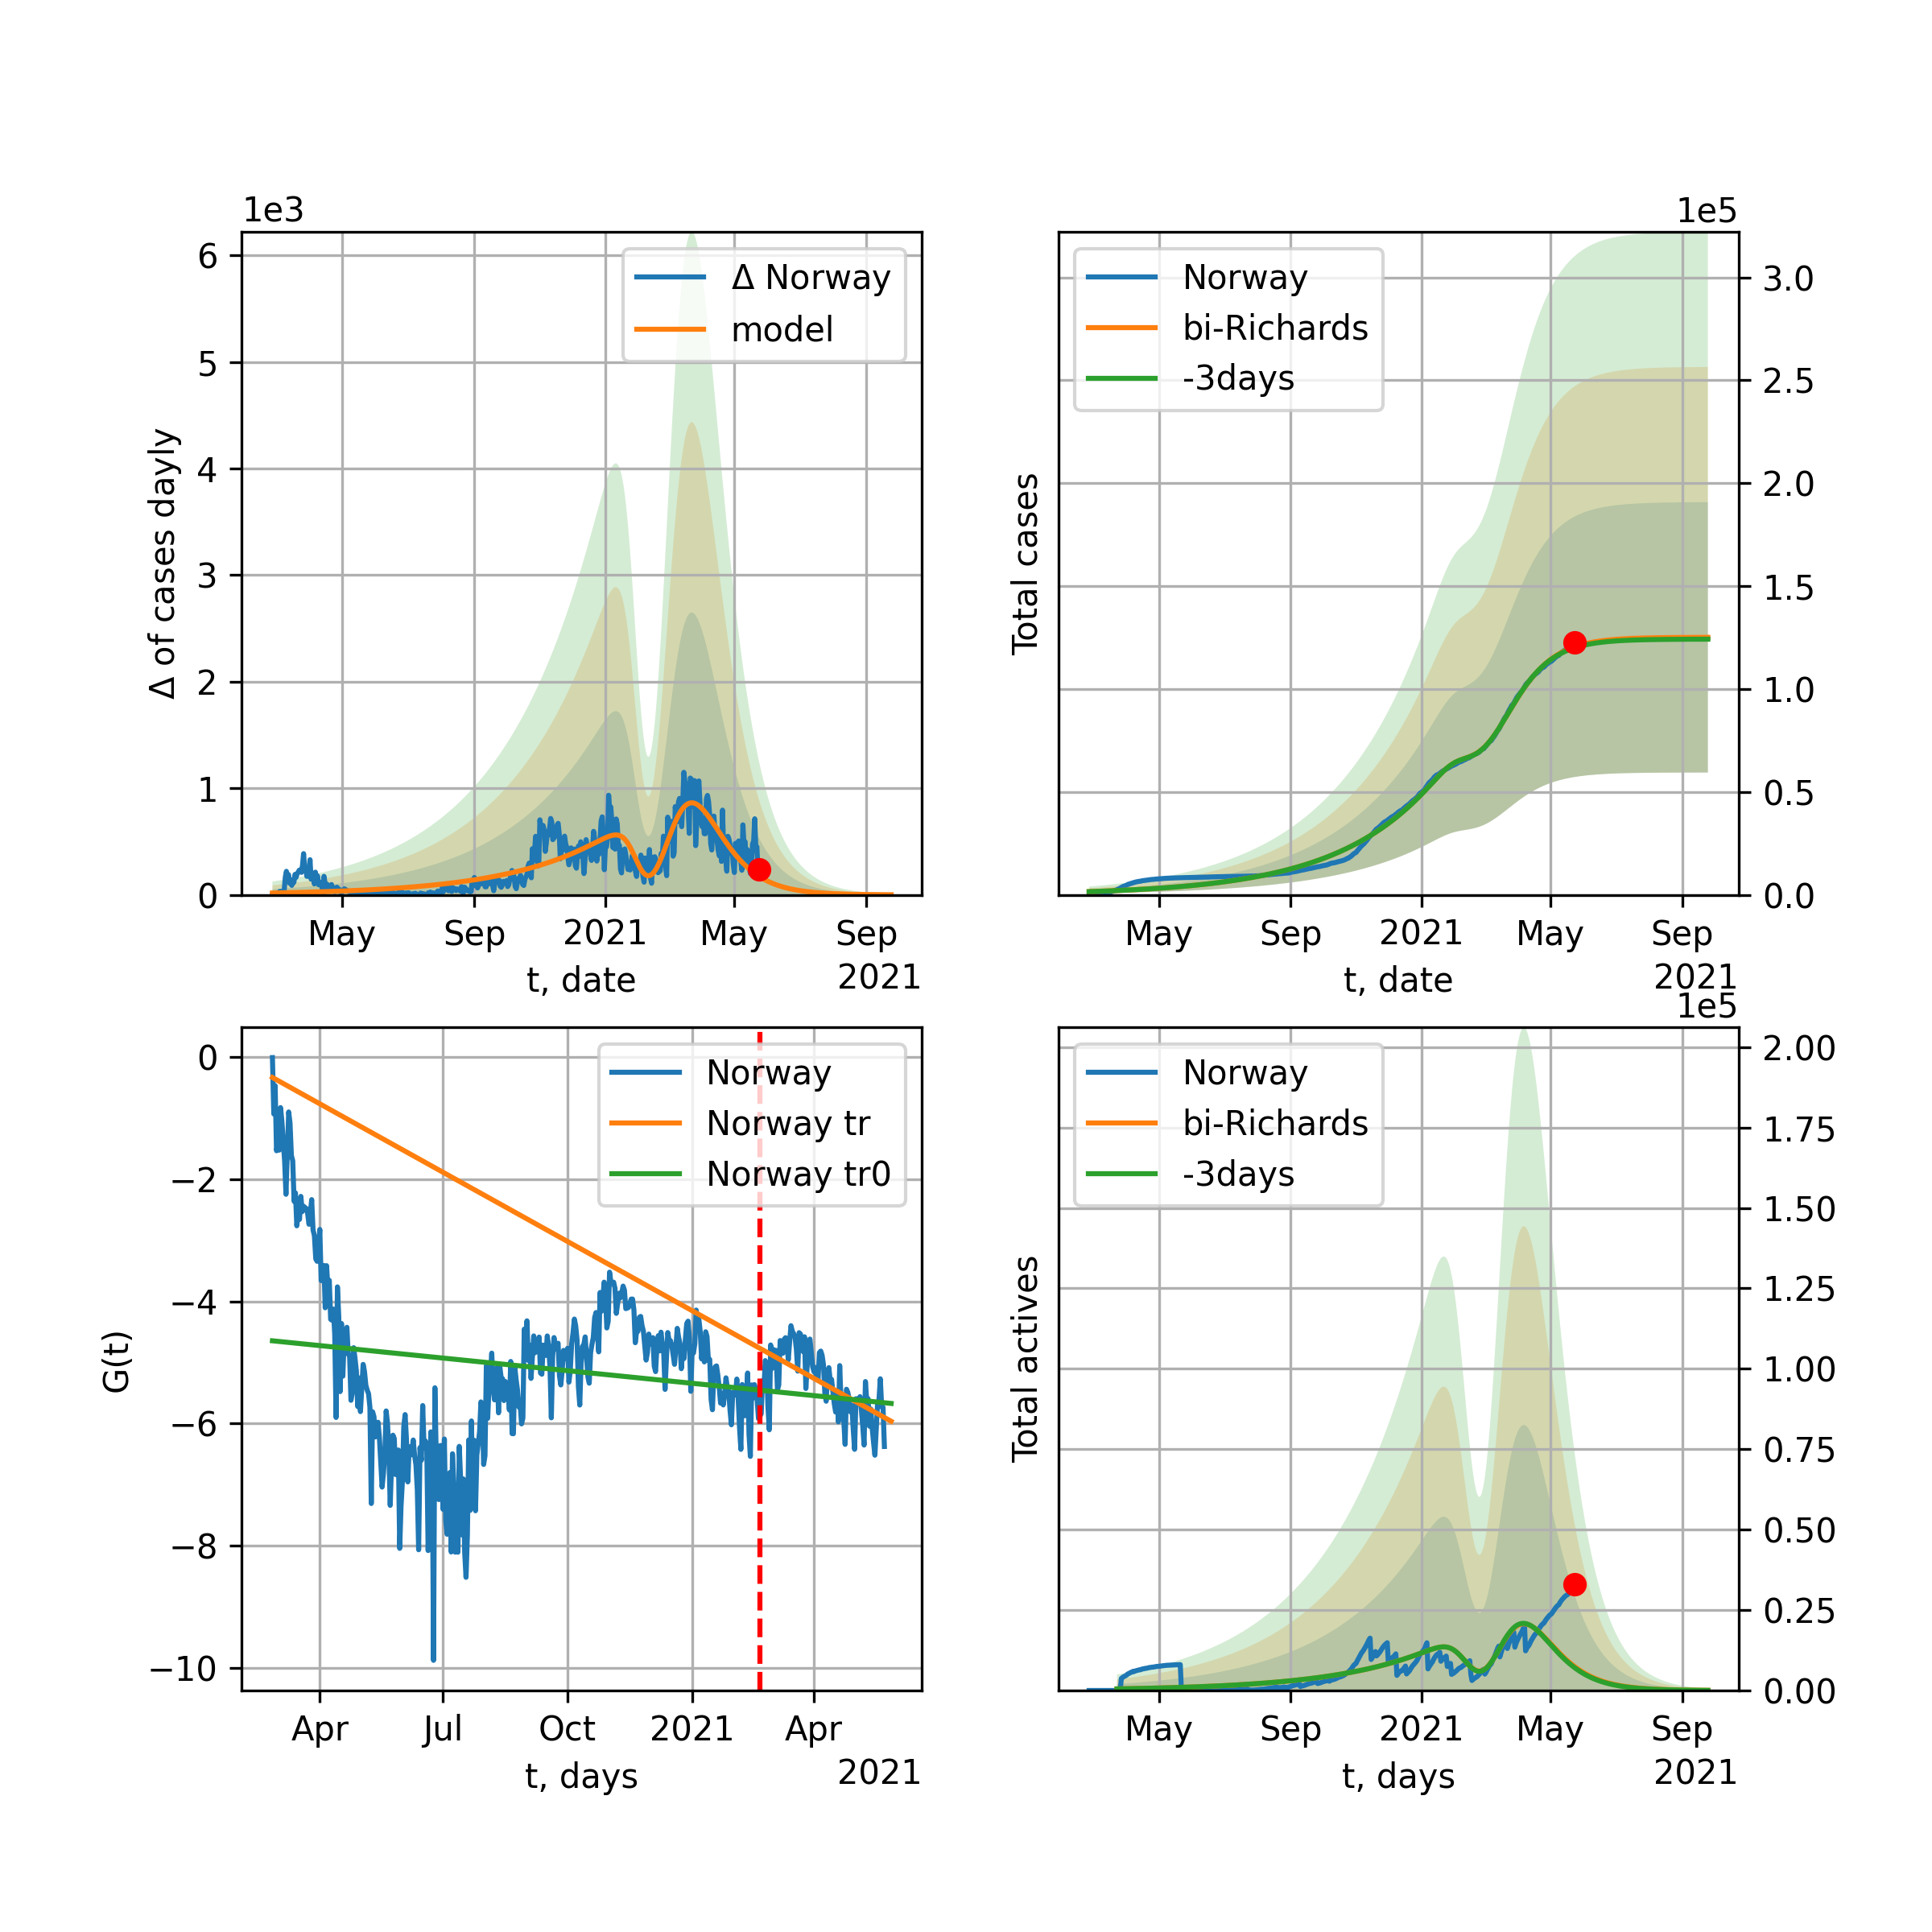 1e3
6
5
4
3
2
1
0
Δ of cases dayly
Δ Norway
model
May
Sep
2021
May
Sep
t, date
2021
1e5
3.0
2.5
2.0
1.5
1.0
0.5
0.0
Total cases
Norway
bi-Richards
-3days
May
Sep
2021
May
Sep
t, date
2021
0
−2
−4
−6
−8
−10
G(t)
Norway
Norway tr
Norway tr0
Apr
Jul
Oct
2021
Apr
t, days
2021
1e5
2.00
1.75
1.50
1.25
1.00
0.75
0.50
0.25
0.00
Total actives
Norway
bi-Richards
-3days
May
Sep
2021
May
Sep
t, days
2021